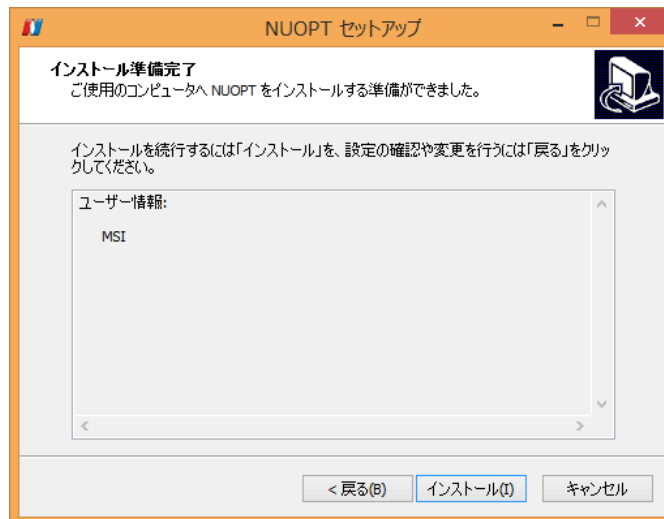 NUOPT セットアップ
インストール準備完了
ご使用のコンピュータへ NUOPT をインストールする準備ができました。
インストールを続行するには「インストール」を、設定の確認や変更を行うには「戻る」をクリッ
クしてください。
ユーザー情報:
MSI
< 戻る(B)
インストール(I)
キャンセル